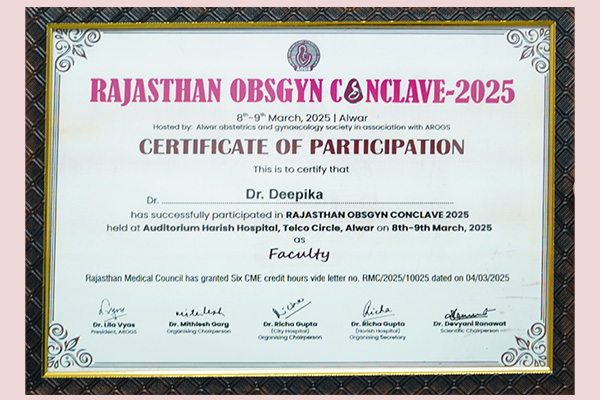 AROGS
RAJASTHAN OBSGYN CONCLAVE-2025
8th-9th March, 2025 | Alwar
Hosted by: Alwar obstetrics and gynaecology society in association with AROGS
CERTIFICATE OF PARTICIPATION
This is to certify that
Dr. Dr. Deepika
has successfully participated in RAJASTHAN OBSGYN CONCLAVE 2025
held at Auditorium Harish Hospital, Telco Circle, Alwar on 8th-9th March, 2025
as
Faculty
Rajasthan Medical Council has granted Six CME credit hours vide letter no. RMC/2025/10025 dated on 04/03/2025
Dr. Lila Vyas
President, AROGS
Dr. Mithlesh Garg
Organising Chairperson
Dr. Richa Gupta
(City Hospital)
Organising Chairperson
Dr. Richa Gupta
(Harish Hospital)
Organising Secretary
Dr. Devyani Ranawat
Scientific Chairperson